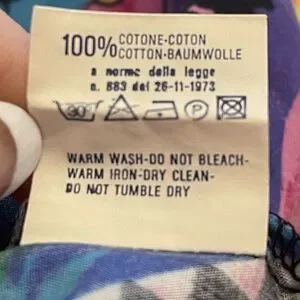 100% COTONE-COTON
COTTON-BAUMWOLLE
a norme della legge
n. 883 del 26-11-1973
30° P
WARM WASH-DO NOT BLEACH-
WARM IRON-DRY CLEAN-
DO NOT TUMBLE DRY